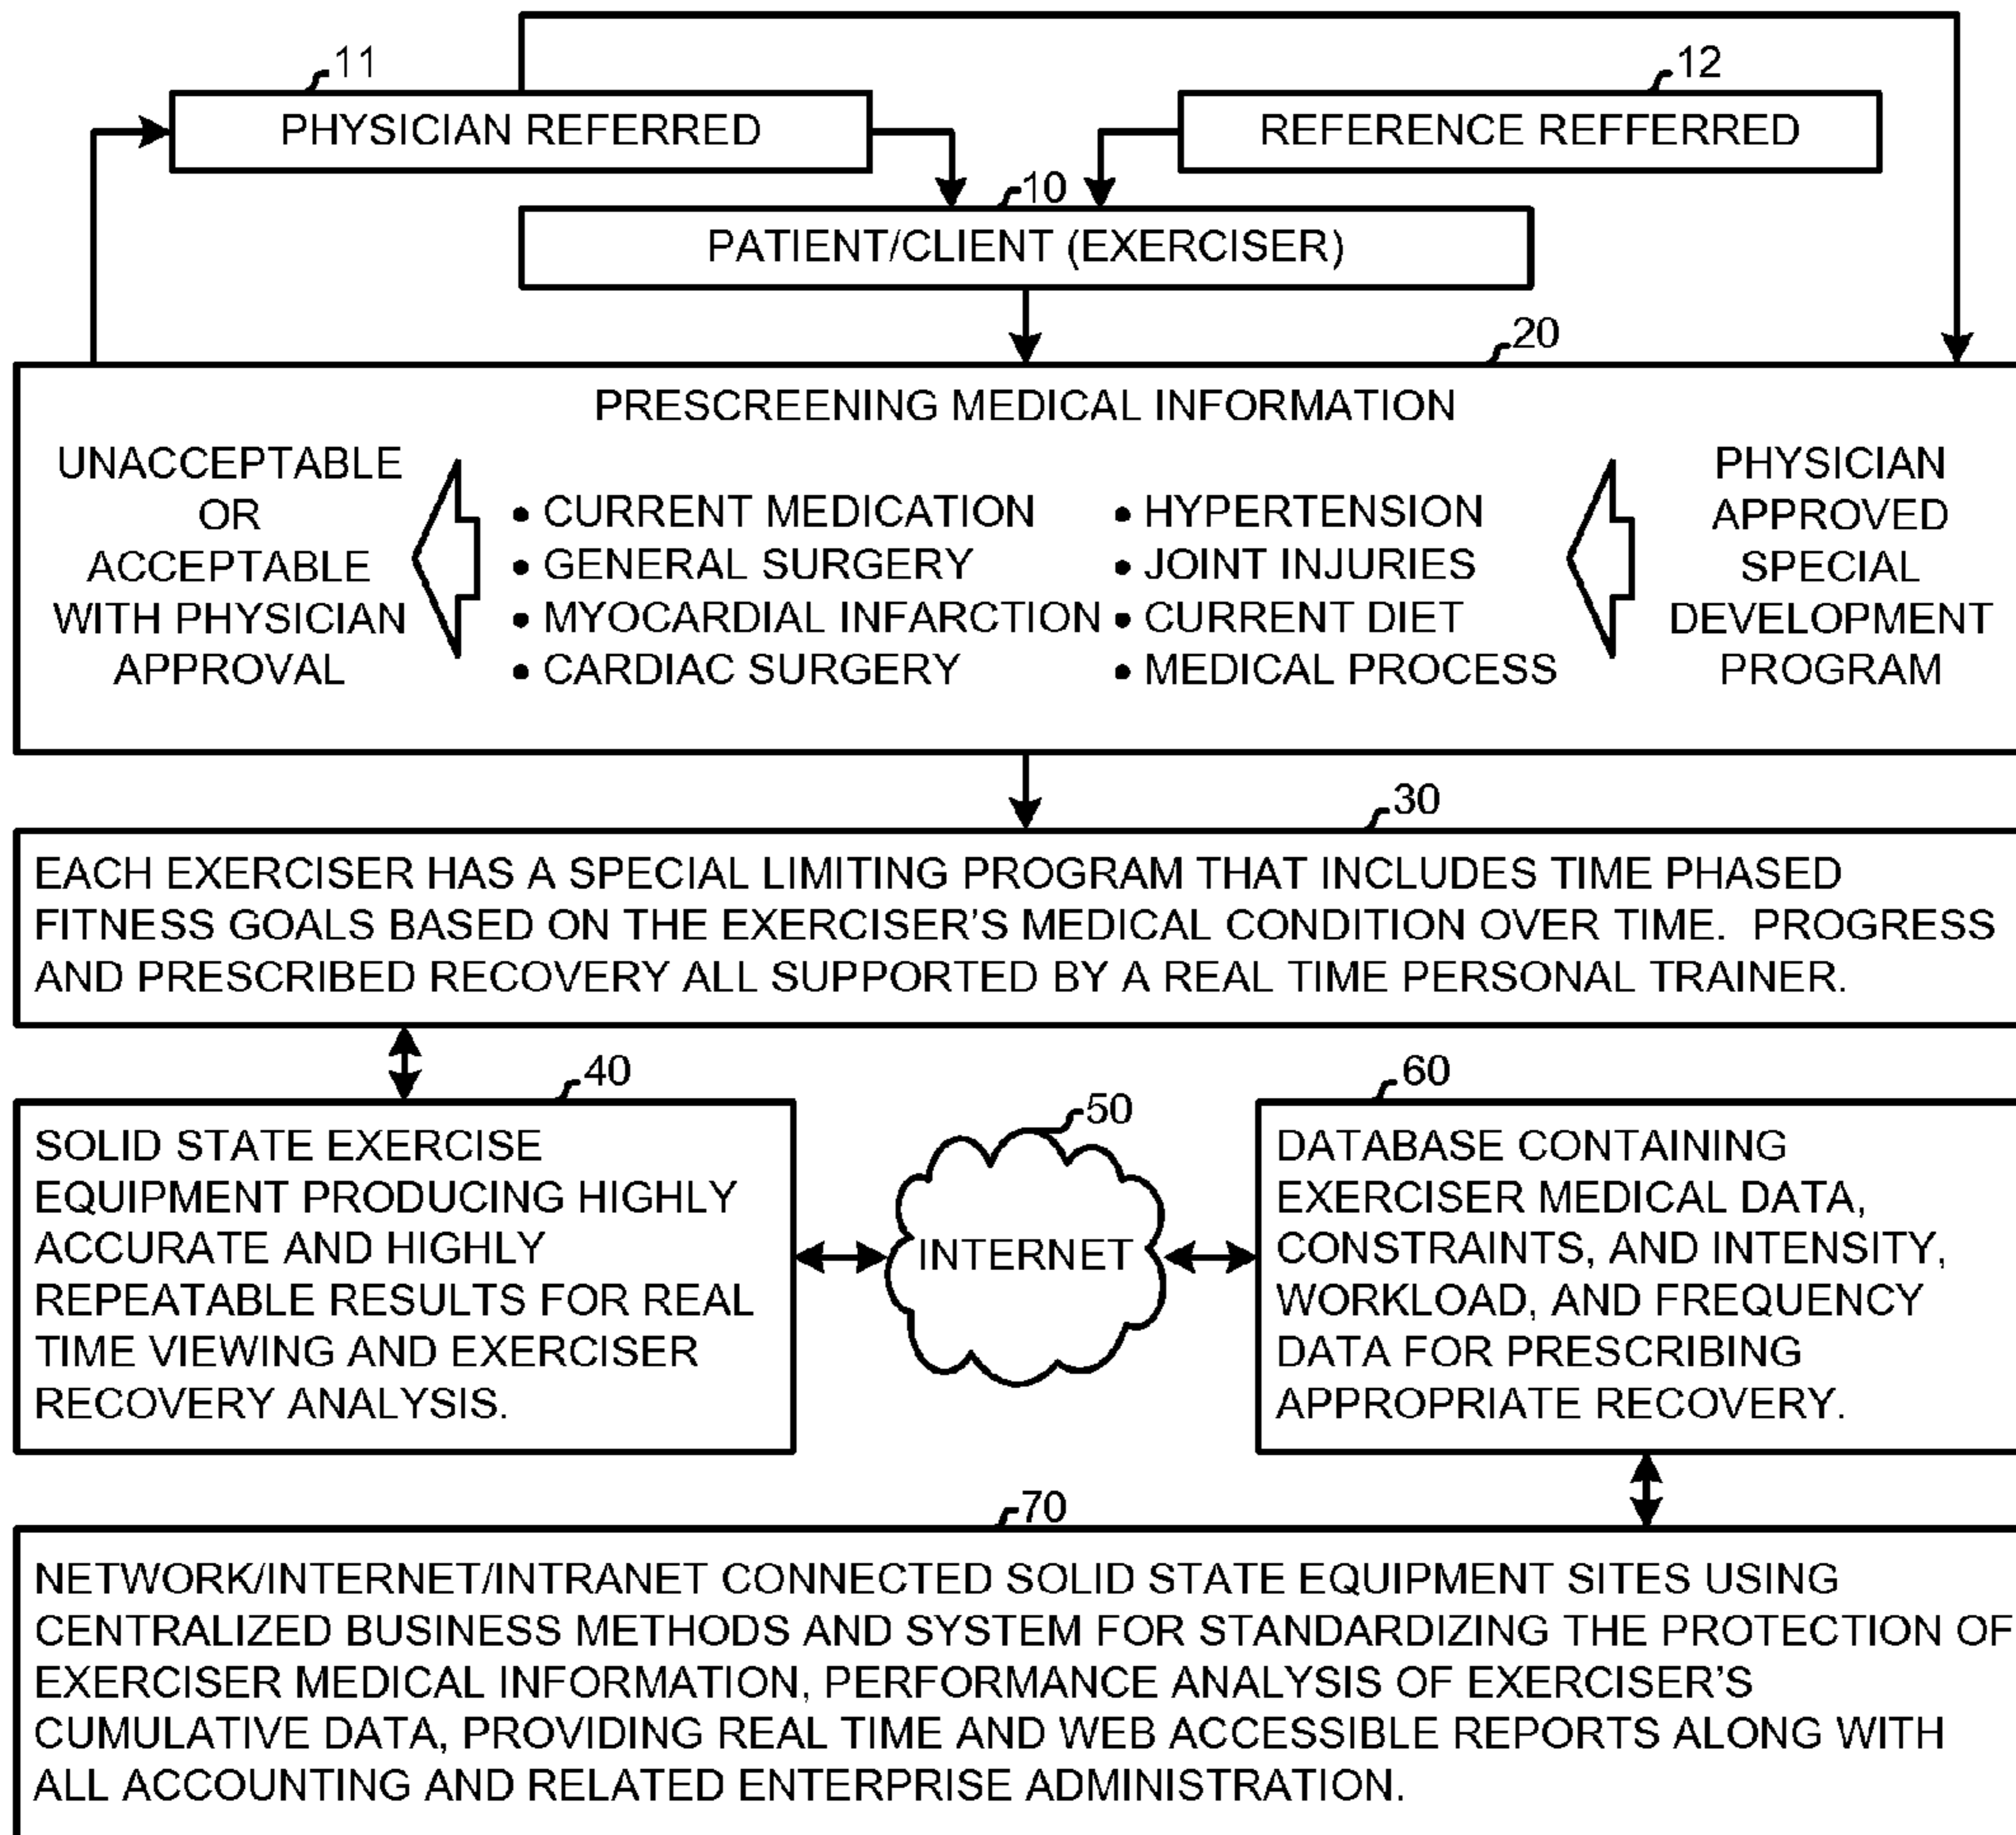 11
12
PHYSICIAN REFERRED
REFERENCE REFFERRED
10
PATIENT/CLIENT (EXERCISER)
20
PRESCREENING MEDICAL INFORMATION
UNACCEPTABLE
OR
ACCEPTABLE
WITH PHYSICIAN
APPROVAL
• CURRENT MEDICATION
• GENERAL SURGERY
• MYOCARDIAL INFARCTION
• CARDIAC SURGERY
• HYPERTENSION
• JOINT INJURIES
• CURRENT DIET
• MEDICAL PROCESS
PHYSICIAN
APPROVED
SPECIAL
DEVELOPMENT
PROGRAM
30
EACH EXERCISER HAS A SPECIAL LIMITING PROGRAM THAT INCLUDES TIME PHASED
FITNESS GOALS BASED ON THE EXERCISER'S MEDICAL CONDITION OVER TIME. PROGRESS
AND PRESCRIBED RECOVERY ALL SUPPORTED BY A REAL TIME PERSONAL TRAINER.
40
SOLID STATE EXERCISE
EQUIPMENT PRODUCING HIGHLY
ACCURATE AND HIGHLY
REPEATABLE RESULTS FOR REAL
TIME VIEWING AND EXERCISER
RECOVERY ANALYSIS.
50
INTERNET
60
DATABASE CONTAINING
EXERCISER MEDICAL DATA,
CONSTRAINTS, AND INTENSITY,
WORKLOAD, AND FREQUENCY
DATA FOR PRESCRIBING
APPROPRIATE RECOVERY.
70
NETWORK/INTERNET/INTRANET CONNECTED SOLID STATE EQUIPMENT SITES USING
CENTRALIZED BUSINESS METHODS AND SYSTEM FOR STANDARDIZING THE PROTECTION OF
EXERCISER MEDICAL INFORMATION, PERFORMANCE ANALYSIS OF EXERCISER'S
CUMULATIVE DATA, PROVIDING REAL TIME AND WEB ACCESSIBLE REPORTS ALONG WITH
ALL ACCOUNTING AND RELATED ENTERPRISE ADMINISTRATION.